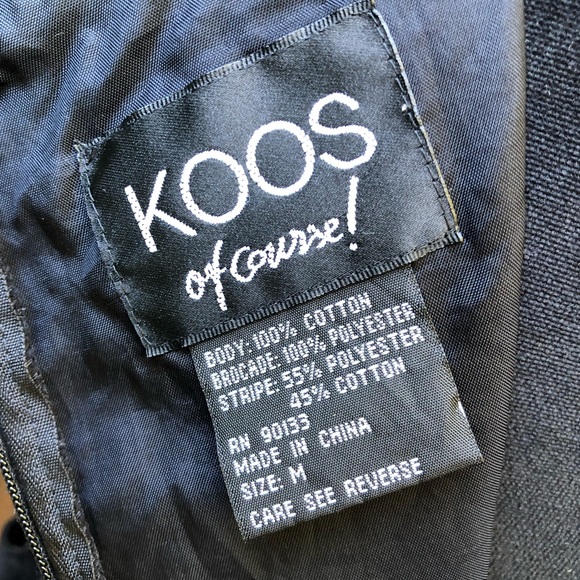 KOOS
of course!
BODY: 100% COTTON
BROCADE: 100% POLYESTER
STRIPE: 55% POLYESTER
45% COTTON
RN 90133
MADE IN CHINA
SIZE: M
CARE SEE REVERSE